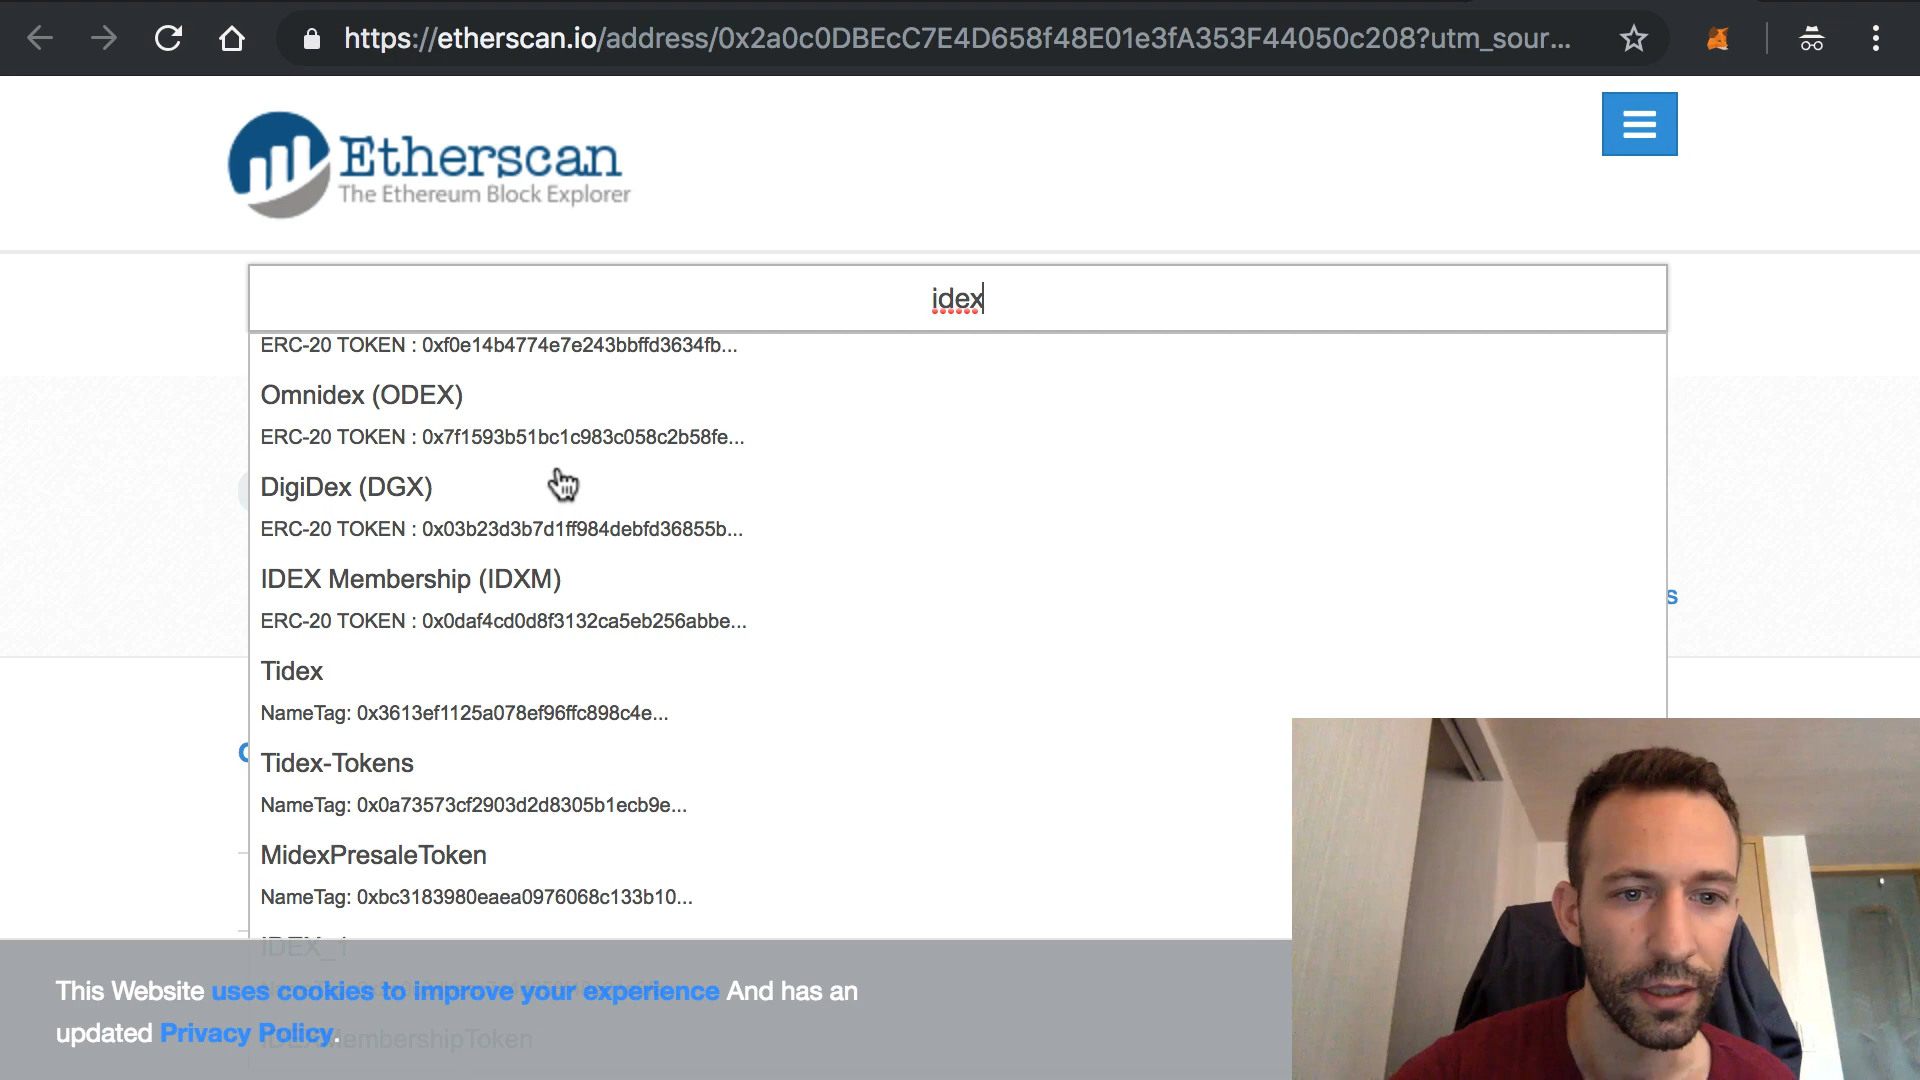 https://etherscan.io/address/0x2a0c0DBEcC7E4D658f48E01e3fA353F44050c208?utm_sour...
Etherscan
The Ethereum Block Explorer
idex
ERC-20 TOKEN : 0xf0e14b4774e7e243bbffd3634fb...
Omnidex (ODEX)
ERC-20 TOKEN : 0x7f1593b51bc1c983c058c2b58fe...
DigiDex (DGX)
ERC-20 TOKEN : 0x03b23d3b7d1ff984debfd36855b...
IDEX Membership (IDXM)
ERC-20 TOKEN : 0x0daf4cd0d8f3132ca5eb256abbe...
s
Tidex
NameTag: 0x3613ef1125a078ef96ffc898c4e...
Tidex-Tokens
NameTag: 0x0a73573cf2903d2d8305b1ecb9e...
MidexPresaleToken
NameTag: 0xbc3183980eaea0976068c133b10...
IDEX_1
This Website uses cookies to improve your experience And has an
updated Privacy Policy.
IDEXMembershipToken